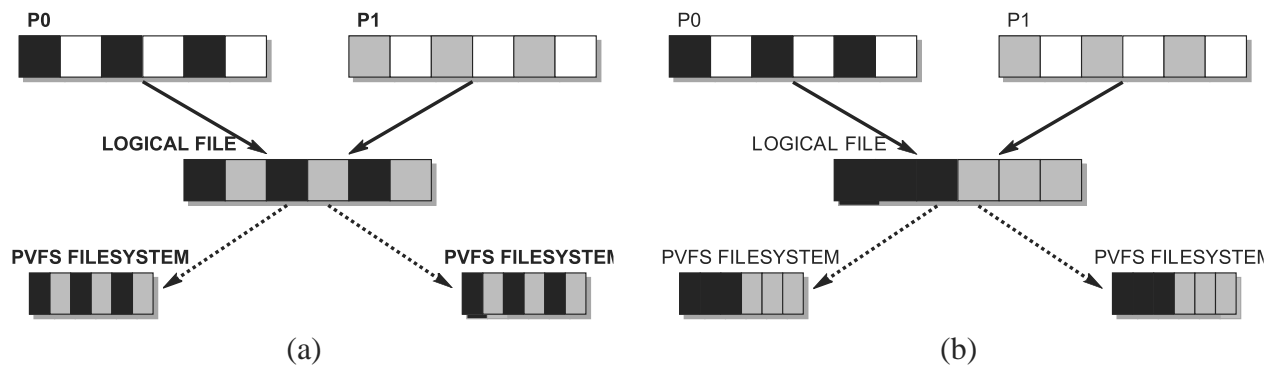 P0
P1
LOGICAL FILE
PVFS FILESYSTEM
PVFS FILESYSTEM
(a)
P0
P1
LOGICAL FILE
PVFS FILESYSTEM
PVFS FILESYSTEM
(b)